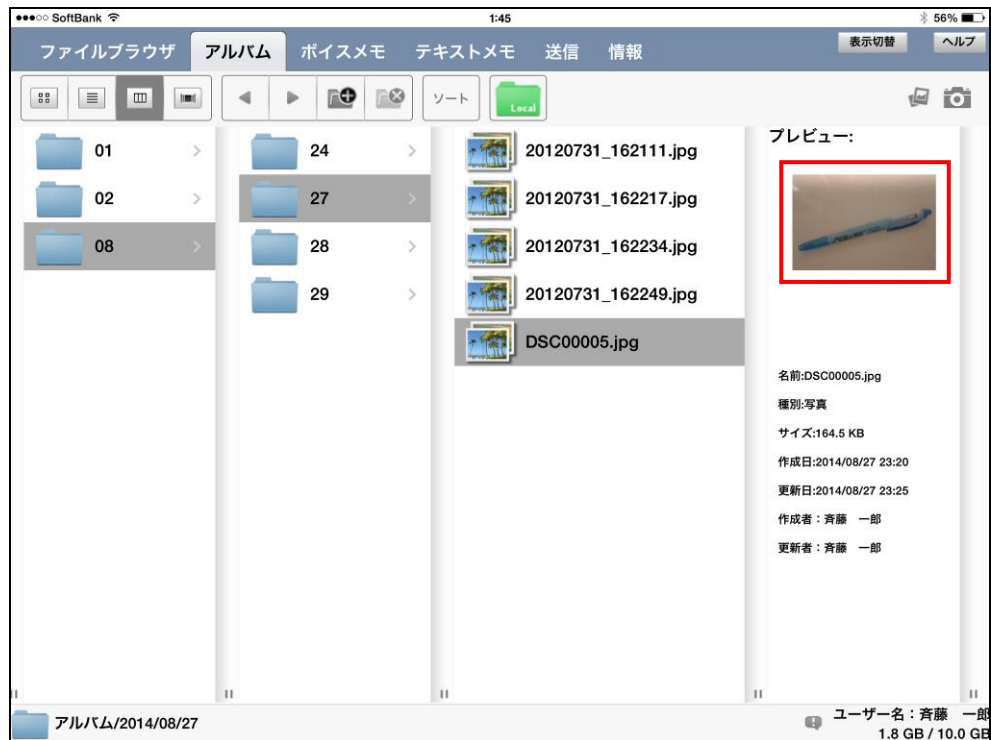 SoftBank 1:45 56%
ファイルブラウザ アルバム ボイスメモ テキストメモ 送信 情報 表示切替 ヘルプ
ソート Local
01 24 20120731_162111.jpg プレビュー:
02 27 20120731_162217.jpg
08 28 20120731_162234.jpg
29 20120731_162249.jpg
DSC00005.jpg
名前:DSC00005.jpg
種別:写真
サイズ:164.5 KB
作成日:2014/08/27 23:20
更新日:2014/08/27 23:25
作成者：斉藤　一郎
更新者：斉藤　一郎
アルバム/2014/08/27 ユーザー名：斉藤　一郎
1.8 GB / 10.0 GB